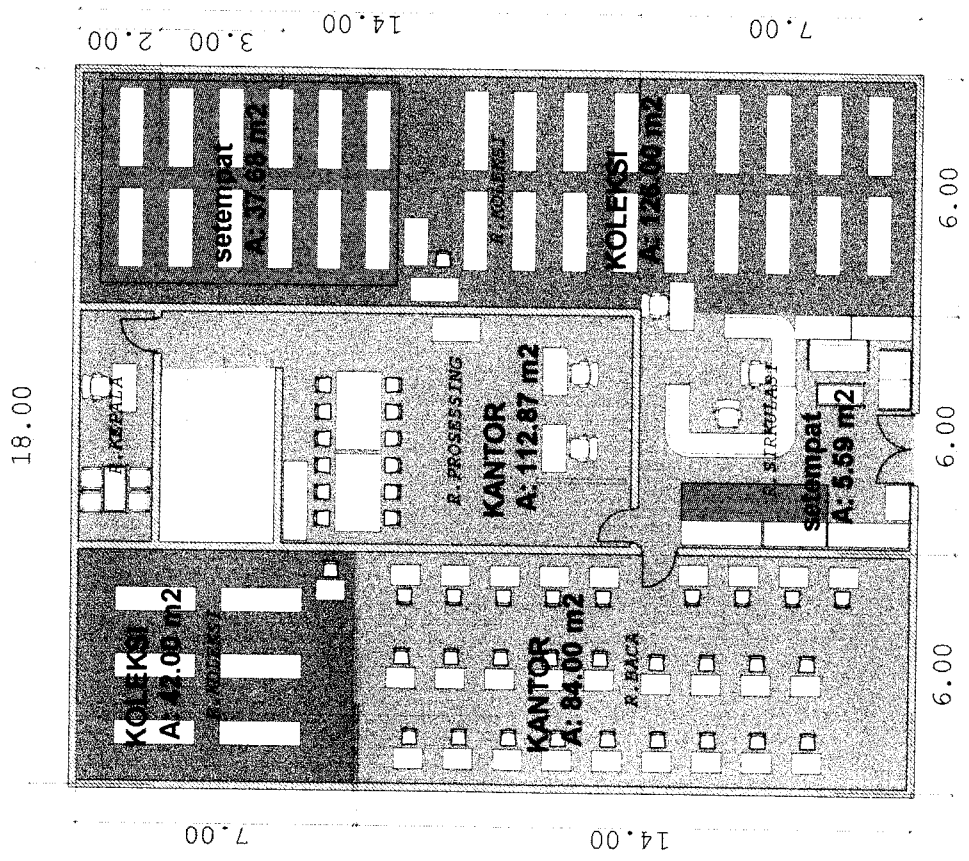 2.00
3.00
14.00
7.00
18.00
6.00
6.00
6.00
7.00
14.00
setempat
A: 37.68 m2
R.KOLEKSI
KOLEKSI
A: 126.00 m2
R.KEPALA
R.PROSESSING
KANTOR
A: 112.87 m2
R.SIRKULASI
setempat
A: 5.59 m2
KOLEKSI
A: 42.00 m2
R.KOLEKSI
KANTOR
A: 84.00 m2
R.BACA